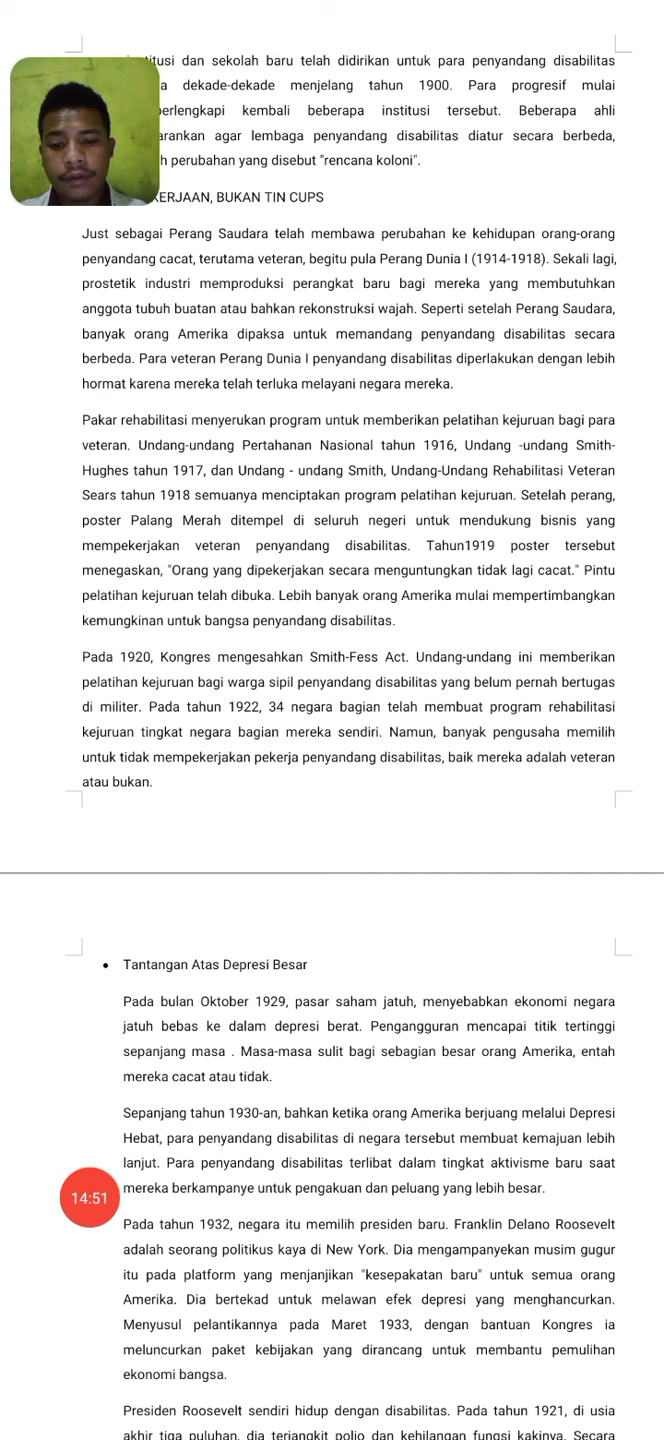 titusi dan sekolah baru telah didirikan untuk para penyandang disabilitas
a dekade-dekade menjelang tahun 1900. Para progresif mulai
perlengkapi kembali beberapa institusi tersebut. Beberapa ahli
arankan agar lembaga penyandang disabilitas diatur secara berbeda,
h perubahan yang disebut "rencana koloni".
KERJAAN, BUKAN TIN CUPS
Just sebagai Perang Saudara telah membawa perubahan ke kehidupan orang-orang
penyandang cacat, terutama veteran, begitu pula Perang Dunia I (1914-1918). Sekali lagi,
prostetik industri memproduksi perangkat baru bagi mereka yang membutuhkan
anggota tubuh buatan atau bahkan rekonstruksi wajah. Seperti setelah Perang Saudara,
banyak orang Amerika dipaksa untuk memandang penyandang disabilitas secara
berbeda. Para veteran Perang Dunia I penyandang disabilitas diperlakukan dengan lebih
hormat karena mereka telah terluka melayani negara mereka.
Pakar rehabilitasi menyerukan program untuk memberikan pelatihan kejuruan bagi para
veteran. Undang-undang Pertahanan Nasional tahun 1916, Undang -undang Smith-
Hughes tahun 1917, dan Undang - undang Smith, Undang-Undang Rehabilitasi Veteran
Sears tahun 1918 semuanya menciptakan program pelatihan kejuruan. Setelah perang,
poster Palang Merah ditempel di seluruh negeri untuk mendukung bisnis yang
mempekerjakan veteran penyandang disabilitas. Tahun1919 poster tersebut
menegaskan, "Orang yang dipekerjakan secara menguntungkan tidak lagi cacat." Pintu
pelatihan kejuruan telah dibuka. Lebih banyak orang Amerika mulai mempertimbangkan
kemungkinan untuk bangsa penyandang disabilitas.
Pada 1920, Kongres mengesahkan Smith-Fess Act. Undang-undang ini memberikan
pelatihan kejuruan bagi warga sipil penyandang disabilitas yang belum pernah bertugas
di militer. Pada tahun 1922, 34 negara bagian telah membuat program rehabilitasi
kejuruan tingkat negara bagian mereka sendiri. Namun, banyak pengusaha memilih
untuk tidak mempekerjakan pekerja penyandang disabilitas, baik mereka adalah veteran
atau bukan.
• Tantangan Atas Depresi Besar
Pada bulan Oktober 1929, pasar saham jatuh, menyebabkan ekonomi negara
jatuh bebas ke dalam depresi berat. Pengangguran mencapai titik tertinggi
sepanjang masa . Masa-masa sulit bagi sebagian besar orang Amerika, entah
mereka cacat atau tidak.
Sepanjang tahun 1930-an, bahkan ketika orang Amerika berjuang melalui Depresi
Hebat, para penyandang disabilitas di negara tersebut membuat kemajuan lebih
lanjut. Para penyandang disabilitas terlibat dalam tingkat aktivisme baru saat
14:51 mereka berkampanye untuk pengakuan dan peluang yang lebih besar.
Pada tahun 1932, negara itu memilih presiden baru. Franklin Delano Roosevelt
adalah seorang politikus kaya di New York. Dia mengampanyekan musim gugur
itu pada platform yang menjanjikan "kesepakatan baru" untuk semua orang
Amerika. Dia bertekad untuk melawan efek depresi yang menghancurkan.
Menyusul pelantikannya pada Maret 1933, dengan bantuan Kongres ia
meluncurkan paket kebijakan yang dirancang untuk membantu pemulihan
ekonomi bangsa.
Presiden Roosevelt sendiri hidup dengan disabilitas. Pada tahun 1921, di usia
akhir tiga puluhan, dia terjangkit polio dan kehilangan fungsi kakinya. Secara